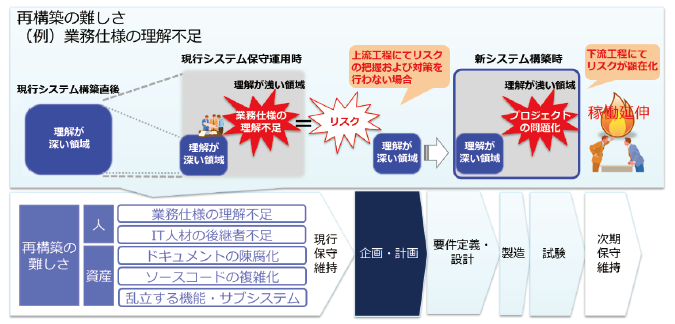 再構築の難しさ
（例）業務仕様の理解不足
現行システム構築直後
理解が
深い領域
現行システム保守運用時
理解が浅い領域
業務仕様の
理解不足
理解が
深い領域
＝
リスク
上流工程にてリスク
の把握および対策を
行わない場合
理解が
深い領域
新システム構築時
理解が浅い領域
プロジェクト
の問題化
理解が
深い領域
下流工程にて
リスクが顕在化
稼働延伸
再構築の
難しさ
人
資産
業務仕様の理解不足
IT人材の後継者不足
ドキュメントの陳腐化
ソースコードの複雑化
乱立する機能・サブシステム
現行
保守
維持
企画・計画
要件定義・
設計
製造
試験
次期
保守
維持